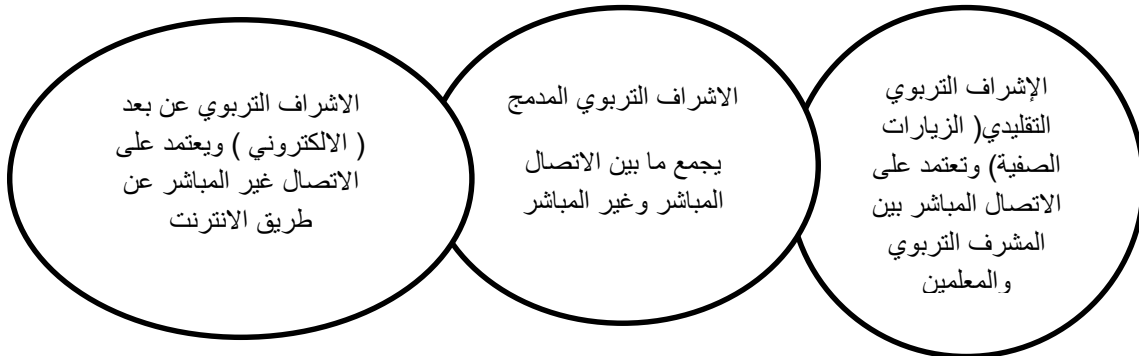 الإشراف التربوي
التقليدي( الزيارات
الصفية) وتعتمد على
الاتصال المباشر بين
المشرف التربوي
والمعلمين
الاشراف التربوي المدمج
يجمع ما بين الاتصال
المباشر وغير المباشر
الاشراف التربوي عن بعد
( الالكتروني ) ويعتمد على
الاتصال غير المباشر عن
طريق الانترنت